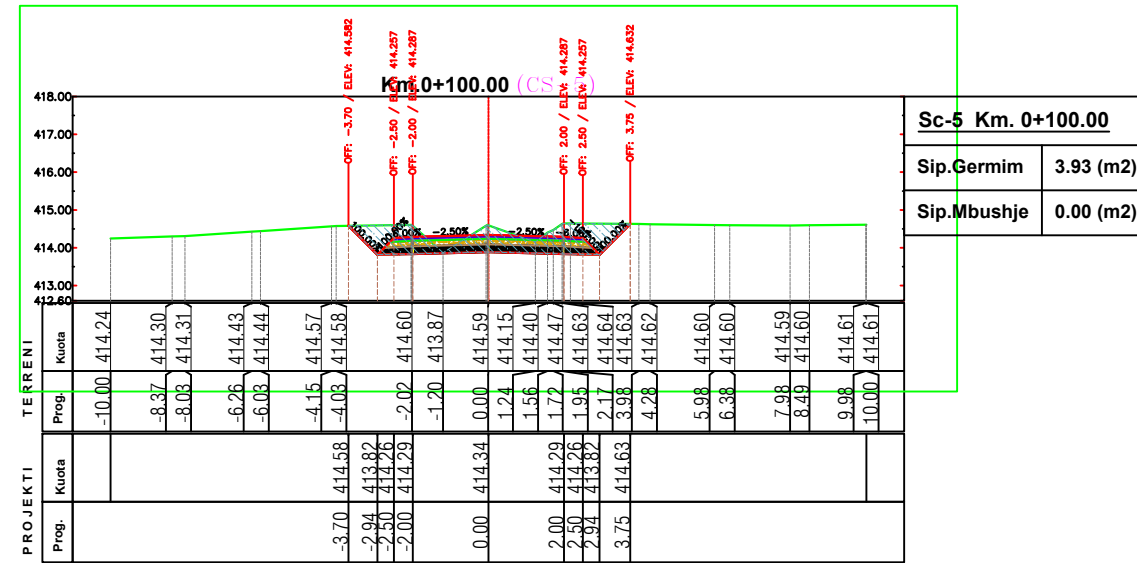 OFF: -3.70 / ELEV: 414.582
OFF: -2.50 / ELEV: 414.257
OFF: -2.00 / ELEV: 414.287
OFF: 2.00 / ELEV: 414.287
OFF: 2.50 / ELEV: 414.257
OFF: 3.75 / ELEV: 414.632
Km.0+100.00 (CS
418.00
417.00
416.00
415.00
414.00
413.00
412.60
100.00%
-2.50%
-2.50%
Sc-5 Km. 0+100.00
Sip.Germim 3.93 (m2)
Sip.Mbushje 0.00 (m2)
TERRENI
Kuota 414.24 414.30 414.31 414.43 414.44 414.57 414.58 414.60 413.87 414.59 414.15 414.40 414.47 414.63 414.64 414.63 414.62 414.60 414.60 414.59 414.60 414.61 414.61
Prog. -10.00 -8.37 -8.03 -6.26 -6.03 -4.15 -4.03 -2.02 -1.20 0.00 1.24 1.56 1.72 1.95 2.17 3.98 4.28 5.98 6.38 7.98 8.49 9.98 10.00
PROJEKTI
Kuota 414.58 413.82 414.26 414.29 414.34 414.29 414.26 413.82 414.63
Prog. -3.70 -2.94 -2.50 -2.00 0.00 2.00 2.50 2.94 3.75